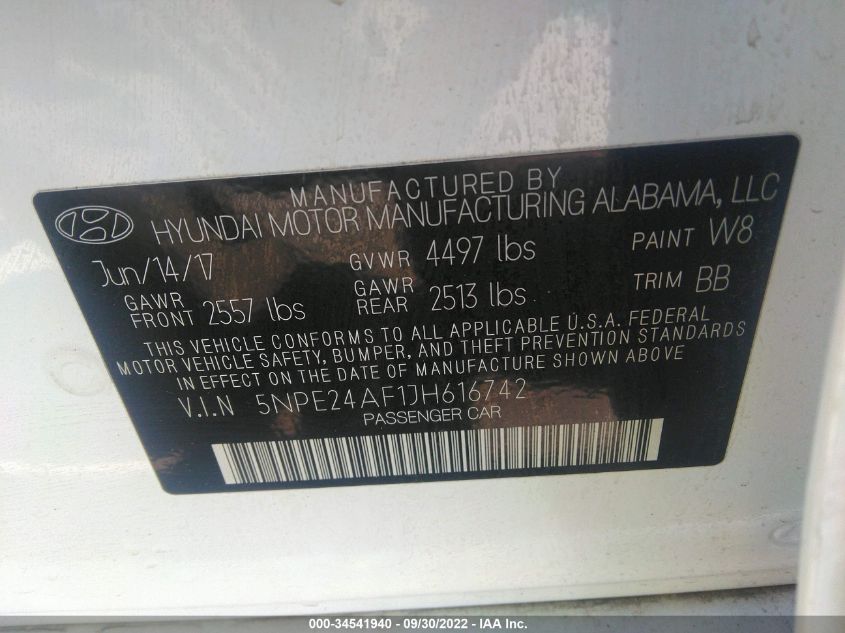 MANUFACTURED BY
HYUNDAI MOTOR MANUFACTURING ALABAMA, LLC
Jun/14/17 GVWR 4497 lbs PAINT W8
GAWR FRONT 2557 lbs GAWR REAR 2513 lbs TRIM BB
THIS VEHICLE CONFORMS TO ALL APPLICABLE U.S.A. FEDERAL
MOTOR VEHICLE SAFETY, BUMPER, AND THEFT PREVENTION STANDARDS
IN EFFECT ON THE DATE OF MANUFACTURE SHOWN ABOVE
V.I.N 5NPE24AF1JH616742
PASSENGER CAR
000-34541940 - 09/30/2022 - IAA Inc.